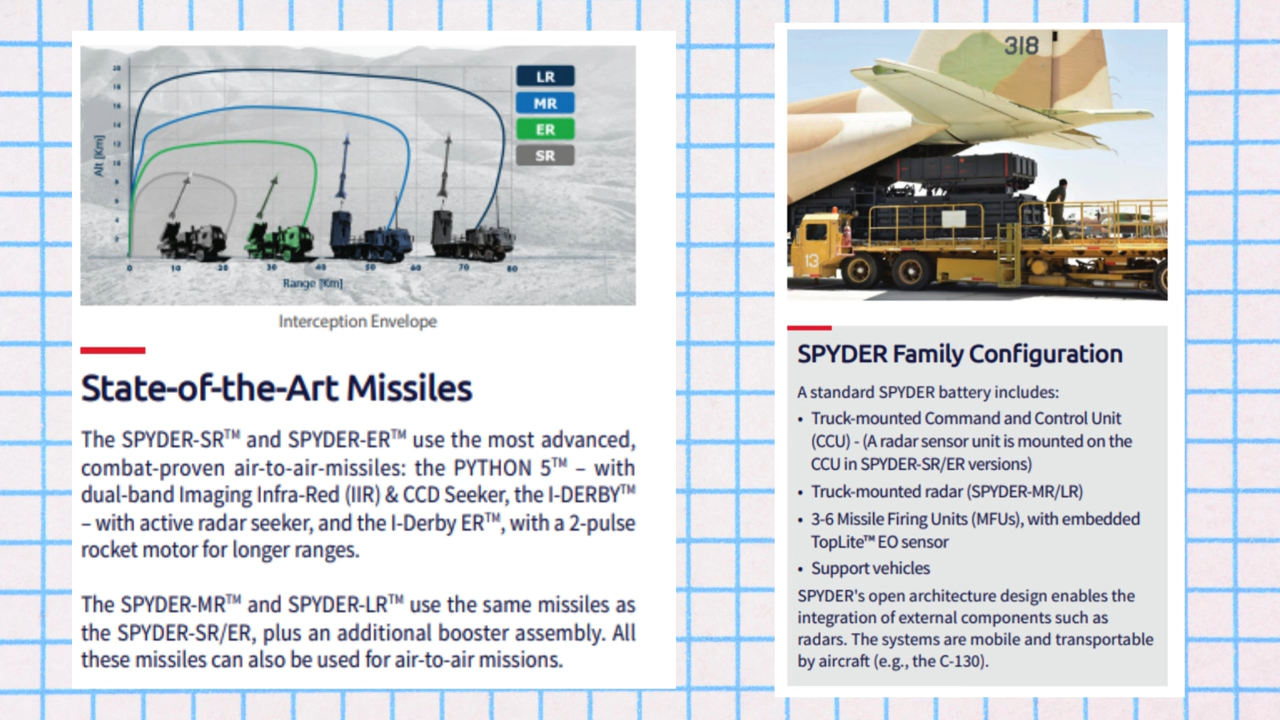 20
18
16
14
12
10
8
6
4
2
Alt [Km]
0 10 20 30 40 50 60 70 80
Range [Km]
LR
MR
ER
SR
Interception Envelope
State-of-the-Art Missiles
The SPYDER-SR™ and SPYDER-ER™ use the most advanced,
combat-proven air-to-air-missiles: the PYTHON 5™ – with
dual-band Imaging Infra-Red (IIR) & CCD Seeker, the I-DERBY™
– with active radar seeker, and the I-Derby ER™, with a 2-pulse
rocket motor for longer ranges.
The SPYDER-MR™ and SPYDER-LR™ use the same missiles as
the SPYDER-SR/ER, plus an additional booster assembly. All
these missiles can also be used for air-to-air missions.
318
13
SPYDER Family Configuration
A standard SPYDER battery includes:
• Truck-mounted Command and Control Unit
(CCU) - (A radar sensor unit is mounted on the
CCU in SPYDER-SR/ER versions)
• Truck-mounted radar (SPYDER-MR/LR)
• 3-6 Missile Firing Units (MFUs), with embedded
TopLite™ EO sensor
• Support vehicles
SPYDER's open architecture design enables the
integration of external components such as
radars. The systems are mobile and transportable
by aircraft (e.g., the C-130).